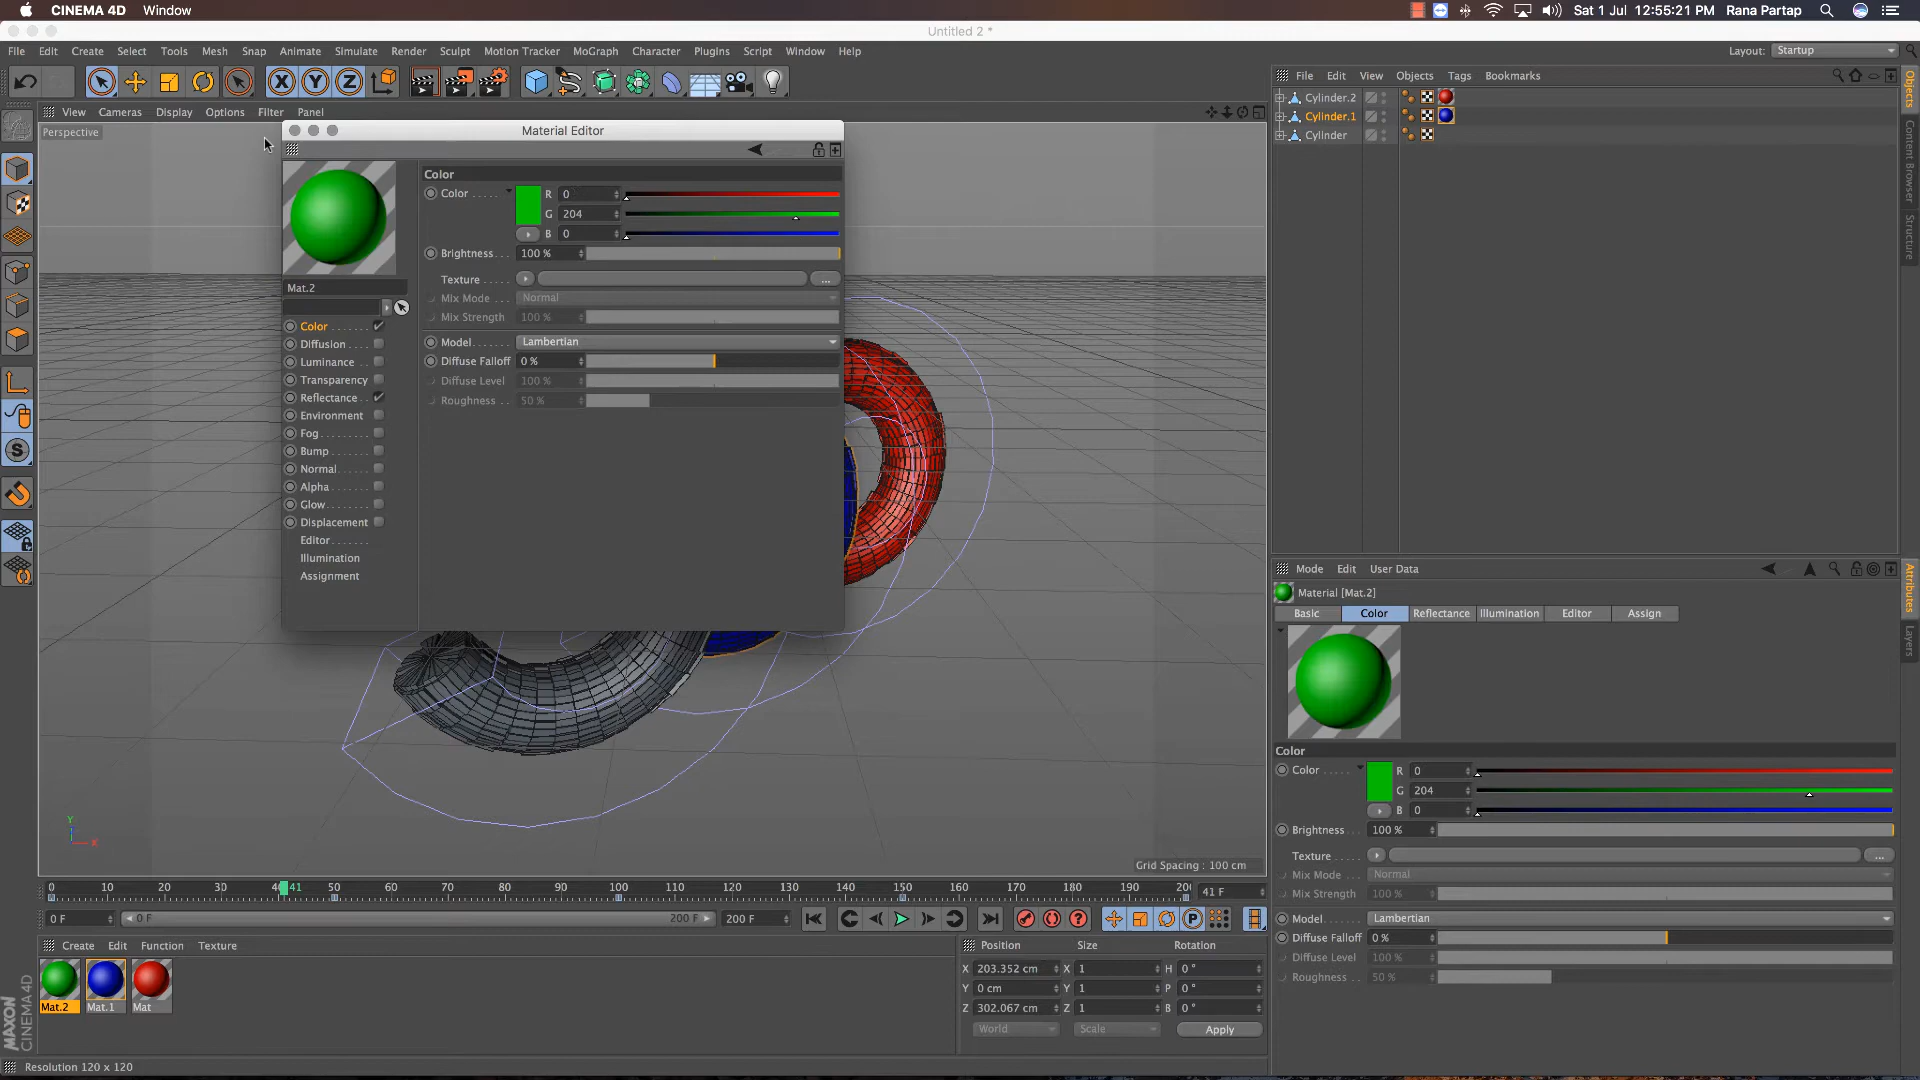 CINEMA 4D Window Sat 1 Jul 12:55:21 PM Rana Partap
Untitled 2 *
File Edit Create Select Tools Mesh Snap Animate Simulate Render Sculpt Motion Tracker MoGraph Character Plugins Script Window Help Layout: Startup
X Y Z
File Edit View Objects Tags Bookmarks
Cylinder.2
Cylinder.1
Cylinder
View Cameras Display Options Filter Panel
Perspective
Material Editor
Color
Color R 0
G 204
B 0
Brightness 100 %
Texture ...
Mix Mode Normal
Mix Strength 100 %
Model Lambertian
Diffuse Falloff 0 %
Diffuse Level 100 %
Roughness 50 %
Mat.2
Color
Diffusion
Luminance
Transparency
Reflectance
Environment
Fog
Bump
Normal
Alpha
Glow
Displacement
Editor
Illumination
Assignment
Y
X
Grid Spacing : 100 cm
Objects
Content Browser
Structure
Mode Edit User Data
Material [Mat.2]
Basic Color Reflectance Illumination Editor Assign
Color
Color R 0
G 204
B 0
Brightness 100 %
Texture ...
Mix Mode Normal
Mix Strength 100 %
Model Lambertian
Diffuse Falloff 0 %
Diffuse Level 100 %
Roughness 50 %
Attributes
Layers
0 10 20 30 41 50 60 70 80 90 100 110 120 130 140 150 160 170 180 190 41 F
0 F 0 F 200 F 200 F
Create Edit Function Texture
Mat.2 Mat.1 Mat
Position Size Rotation
X 203.352 cm X 1 H 0 °
Y 0 cm Y 1 P 0 °
Z 302.067 cm Z 1 B 0 °
World Scale Apply
MAXON
CINEMA 4D
Resolution 120 x 120